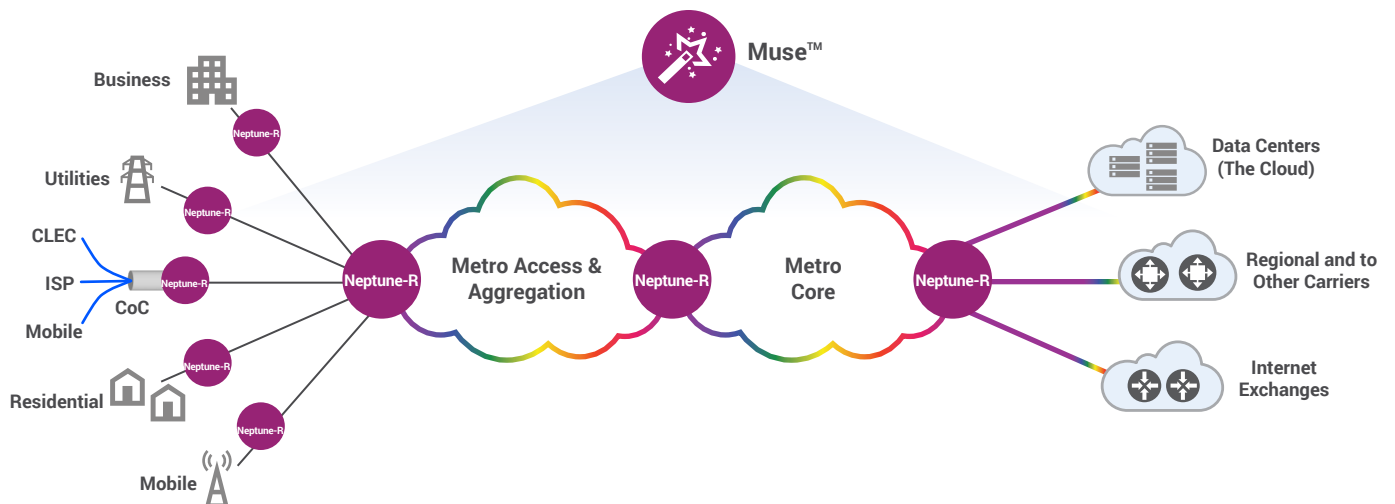 Muse™
Business
Neptune-R
Utilities
Neptune-R
CLEC
ISP
Mobile
CoC
Neptune-R
Residential
Neptune-R
Mobile
Neptune-R
Neptune-R
Metro Access &
Aggregation
Neptune-R
Metro
Core
Neptune-R
Data Centers
(The Cloud)
Regional and to
Other Carriers
Internet
Exchanges